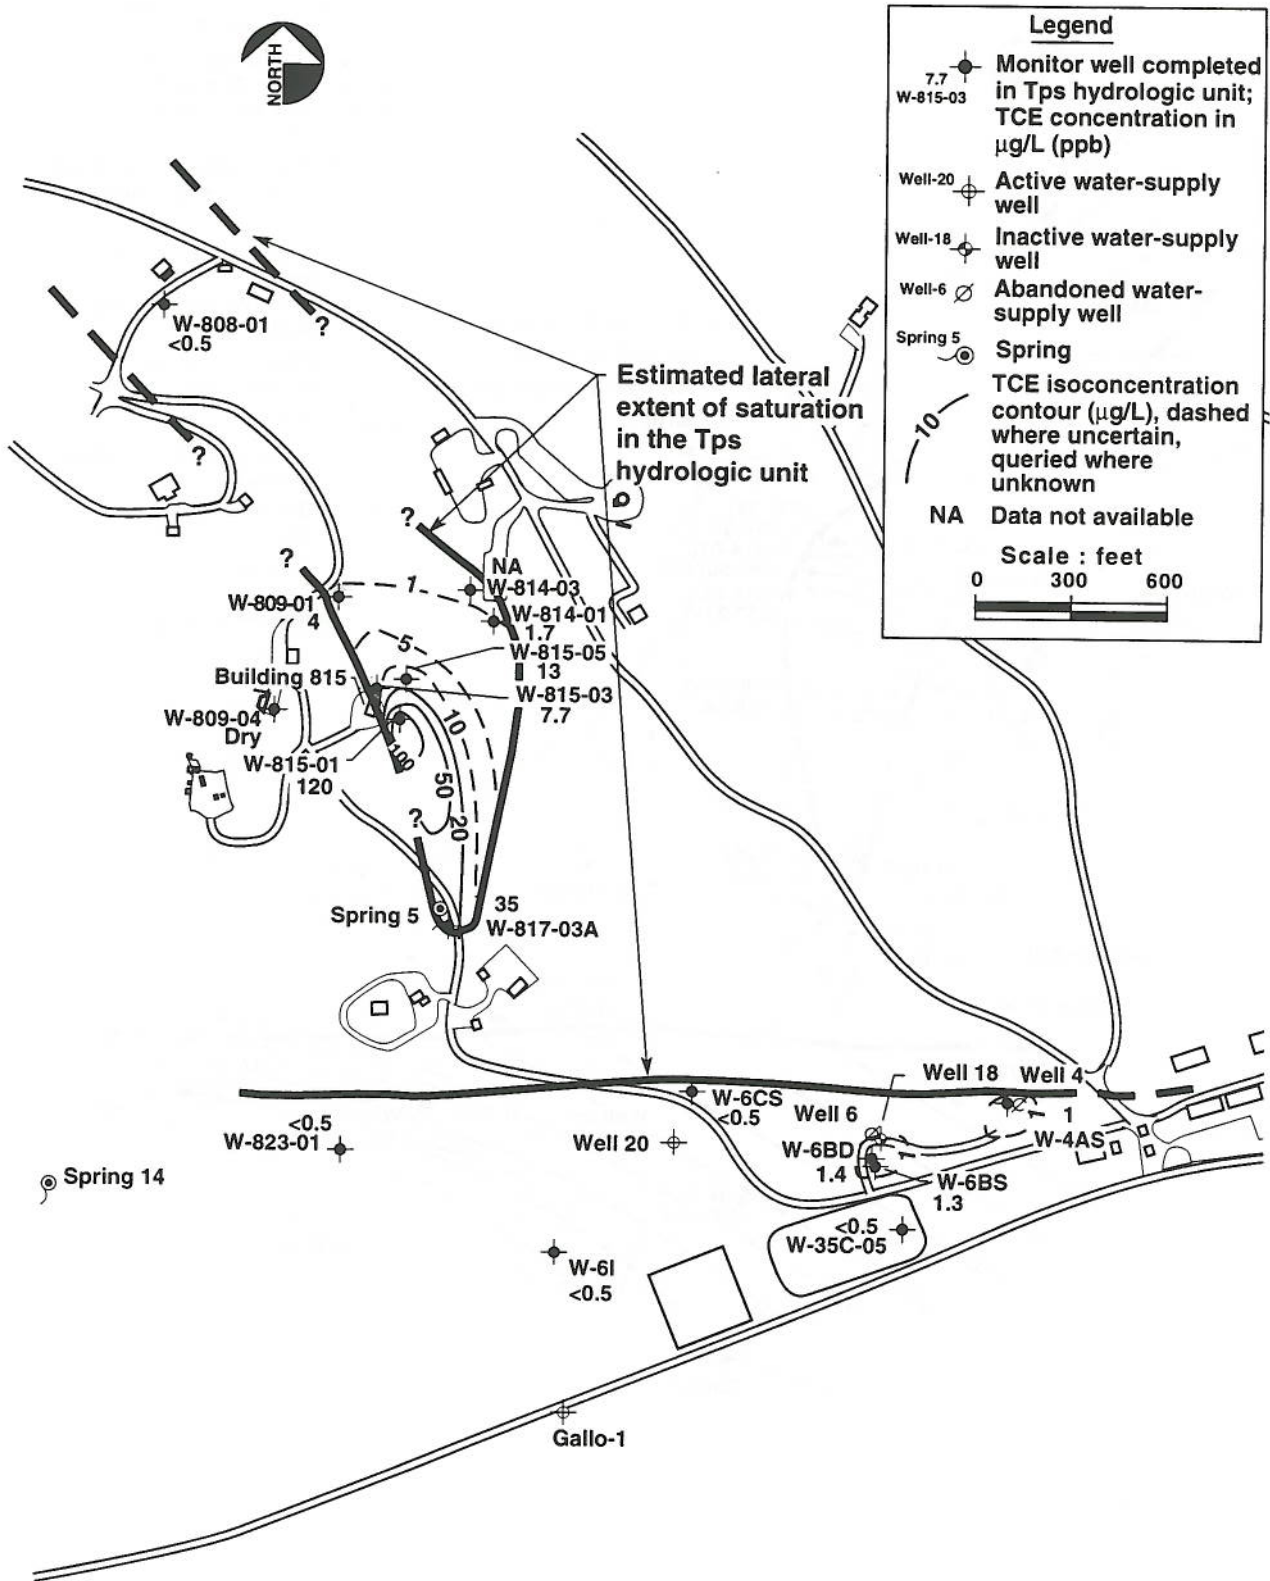 NORTH
Legend
7.7
W-815-03
Monitor well completed
in Tps hydrologic unit;
TCE concentration in
µg/L (ppb)
Well-20
Active water-supply
well
Well-18
Inactive water-supply
well
Well-6
Abandoned water-
supply well
Spring 5
Spring
10
TCE isoconcentration
contour (µg/L), dashed
where uncertain,
queried where
unknown
NA
Data not available
Scale : feet
0 300 600
W-808-01
<0.5
?
?
Estimated lateral
extent of saturation
in the Tps
hydrologic unit
?
?
NA
W-814-03
1
W-809-01
4
W-814-01
1.7
5
W-815-05
13
Building 815
W-815-03
7.7
W-809-04
Dry
10
W-815-01
120
100
50
20
?
35
W-817-03A
Spring 5
Well 18
Well 4
W-6CS
<0.5
Well 6
1
1
W-4AS
<0.5
W-823-01
Well 20
W-6BD
1.4
1
W-6BS
1.3
Spring 14
<0.5
W-35C-05
W-6I
<0.5
Gallo-1